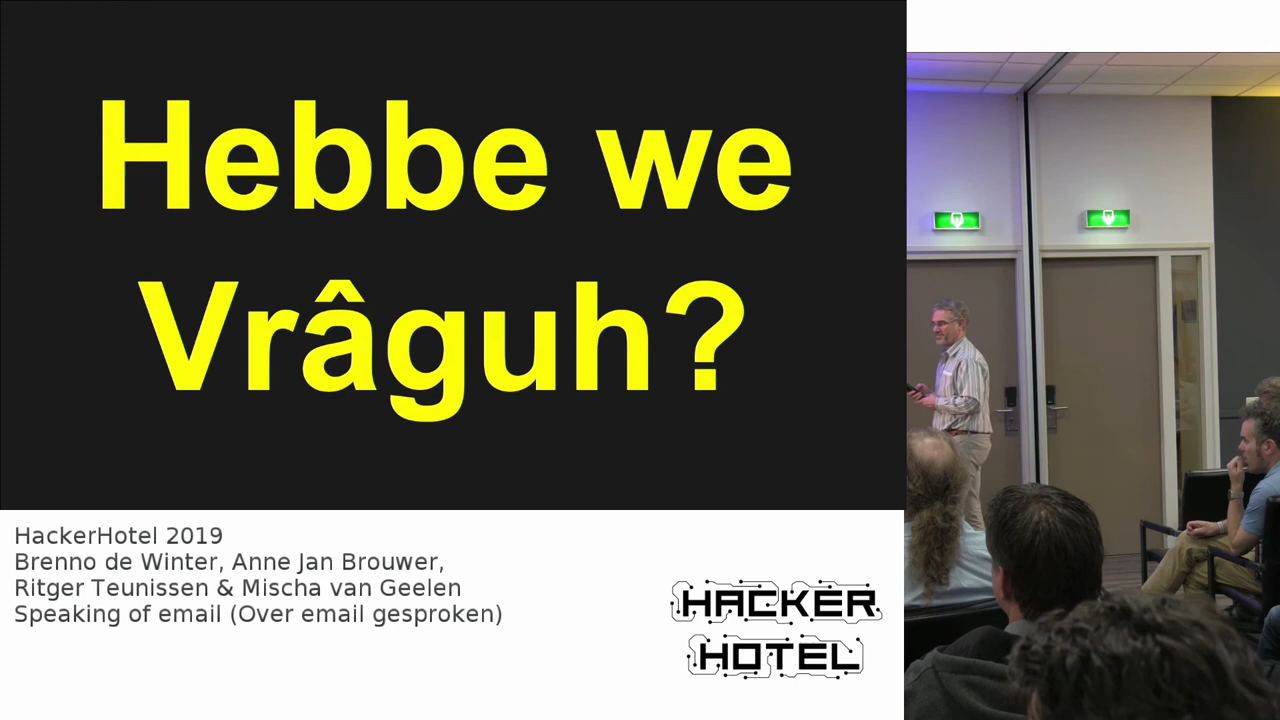 Hebbe we
Vrâguh?
HackerHotel 2019
Brenno de Winter, Anne Jan Brouwer,
Ritger Teunissen & Mischa van Geelen
Speaking of email (Over email gesproken)
HACKER
HOTEL